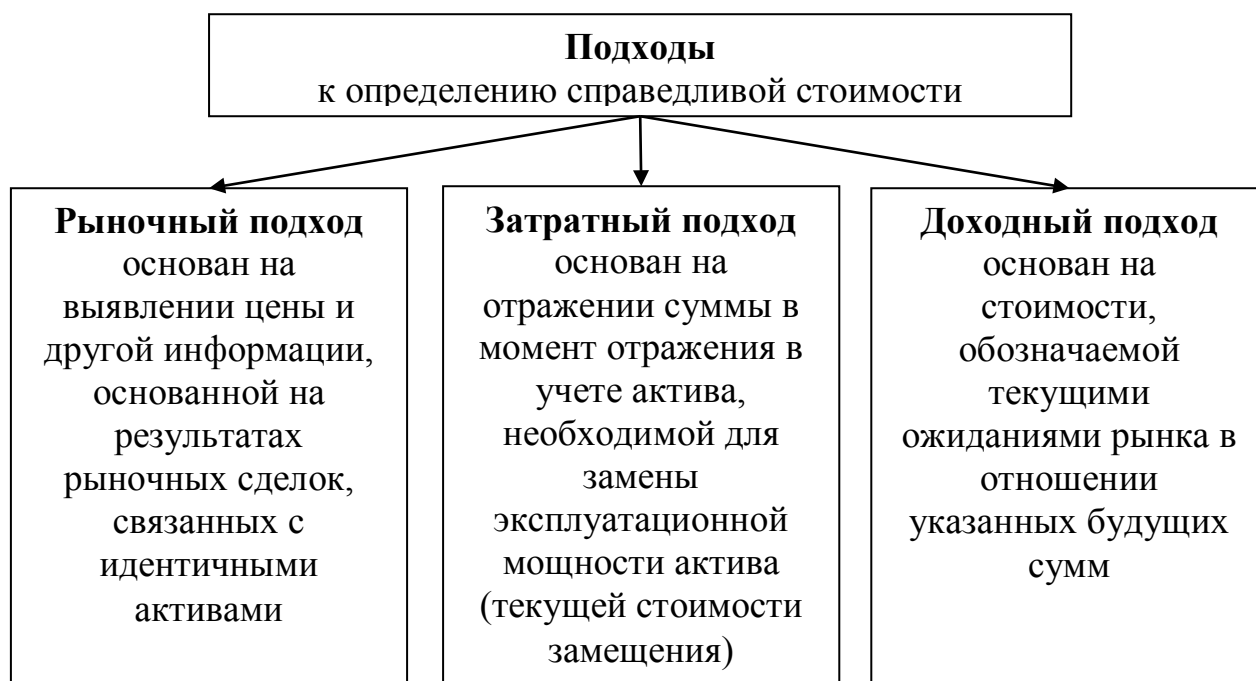 Подходы
к определению справедливой стоимости
Рыночный подход
основан на
выявлении цены и
другой информации,
основанной на
результатах
рыночных сделок,
связанных с
идентичными
активами
Затратный подход
основан на
отражении суммы в
момент отражения в
учете актива,
необходимой для
замены
эксплуатационной
мощности актива
(текущей стоимости
замещения)
Доходный подход
основан на
стоимости,
обозначаемой
текущими
ожиданиями рынка в
отношении
указанных будущих
сумм